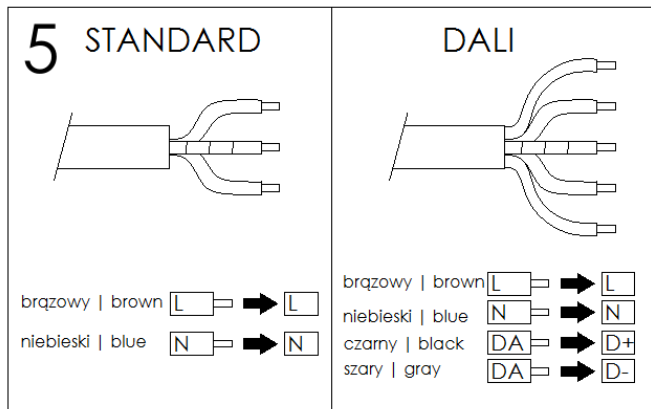 5 STANDARD
brązowy | brown L L
niebieski | blue N N
DALI
brązowy | brown L L
niebieski | blue N N
czarny | black DA D+
szary | gray DA D-